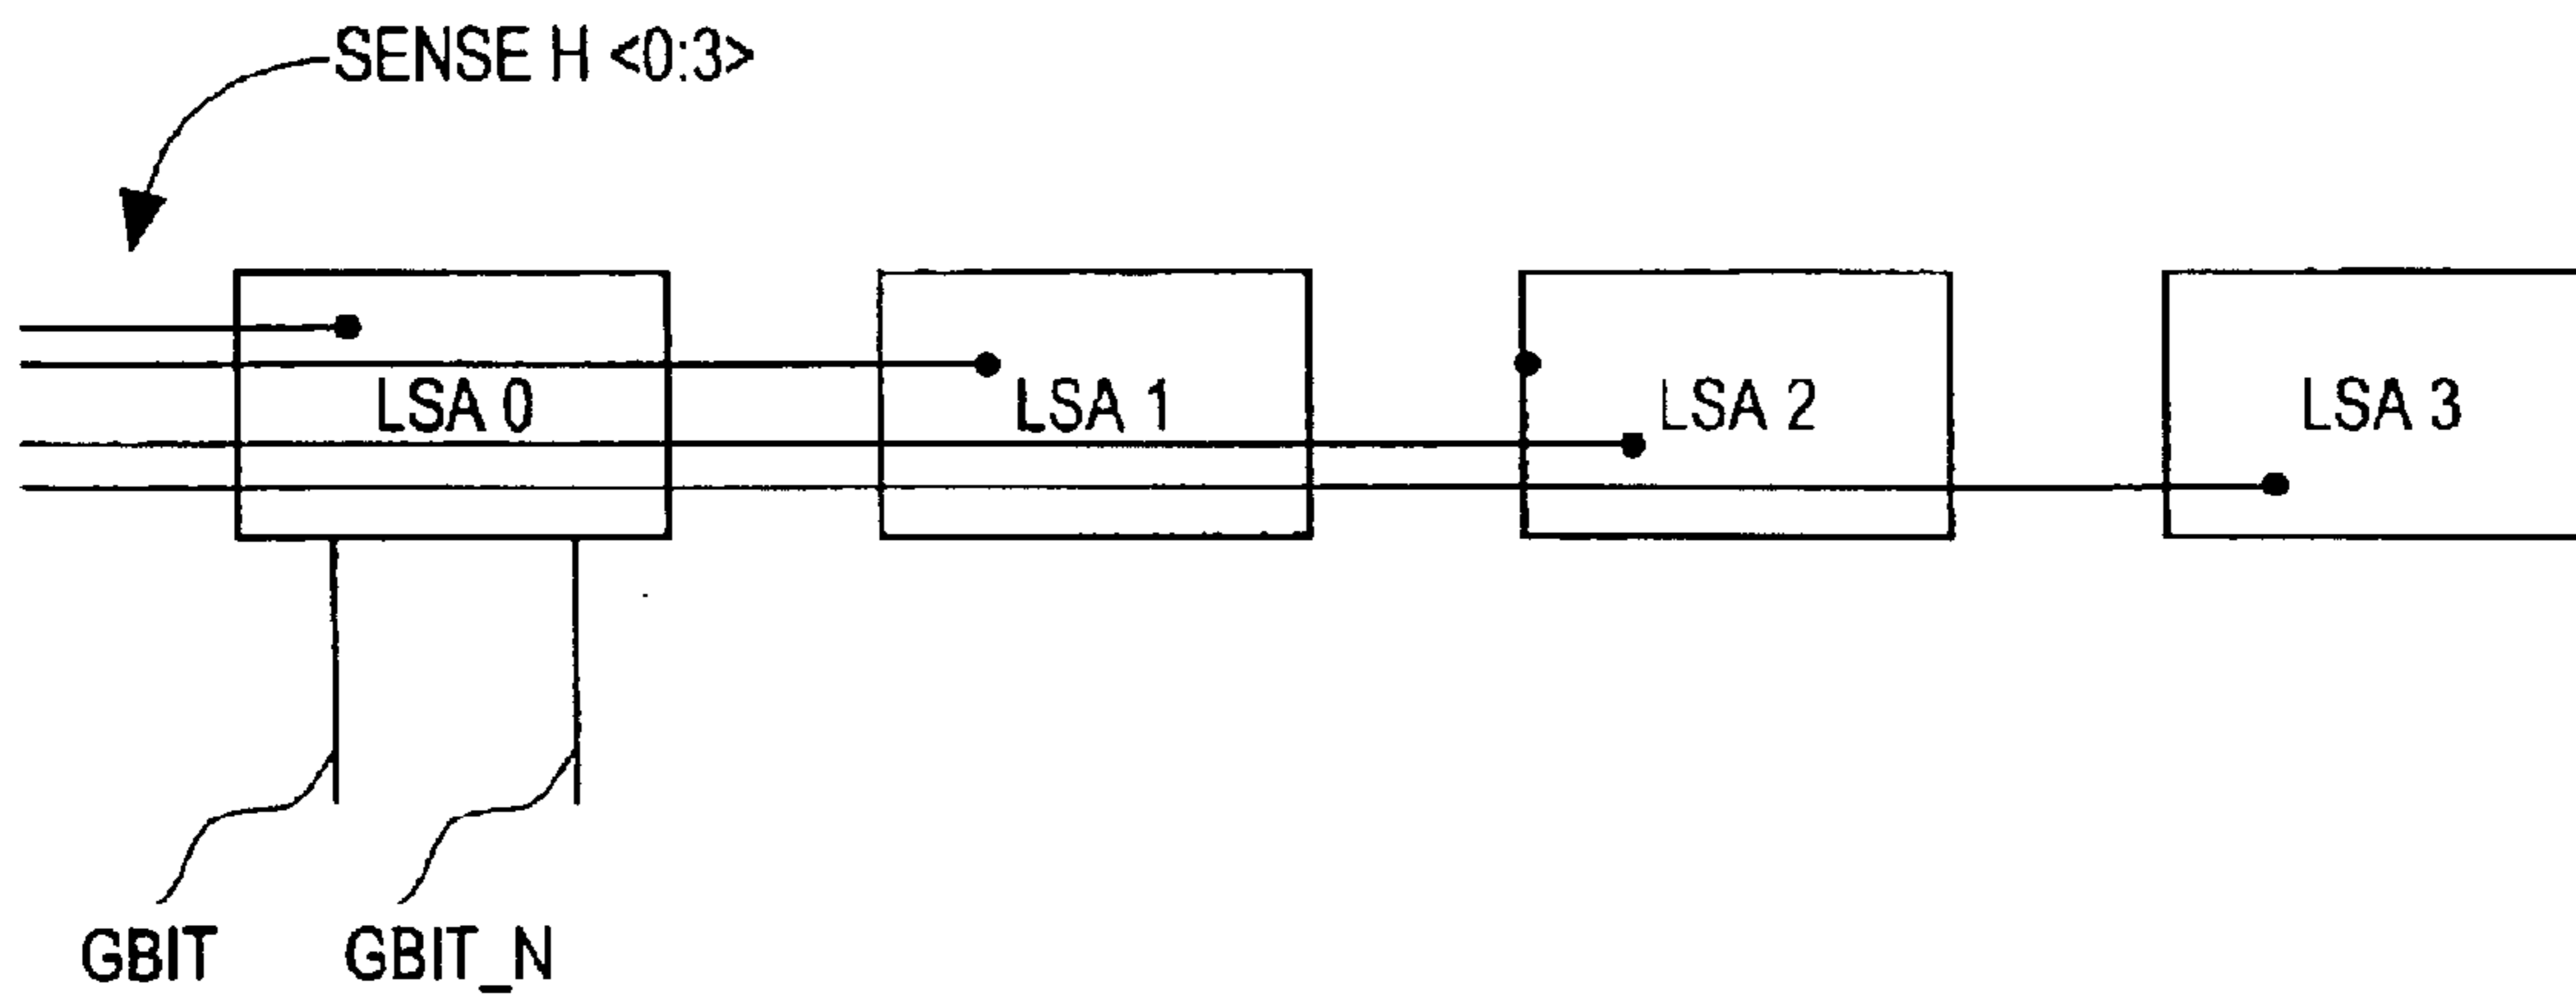 SENSE H <0:3>
LSA 0
LSA 1
LSA 2
LSA 3
GBIT
GBIT_N